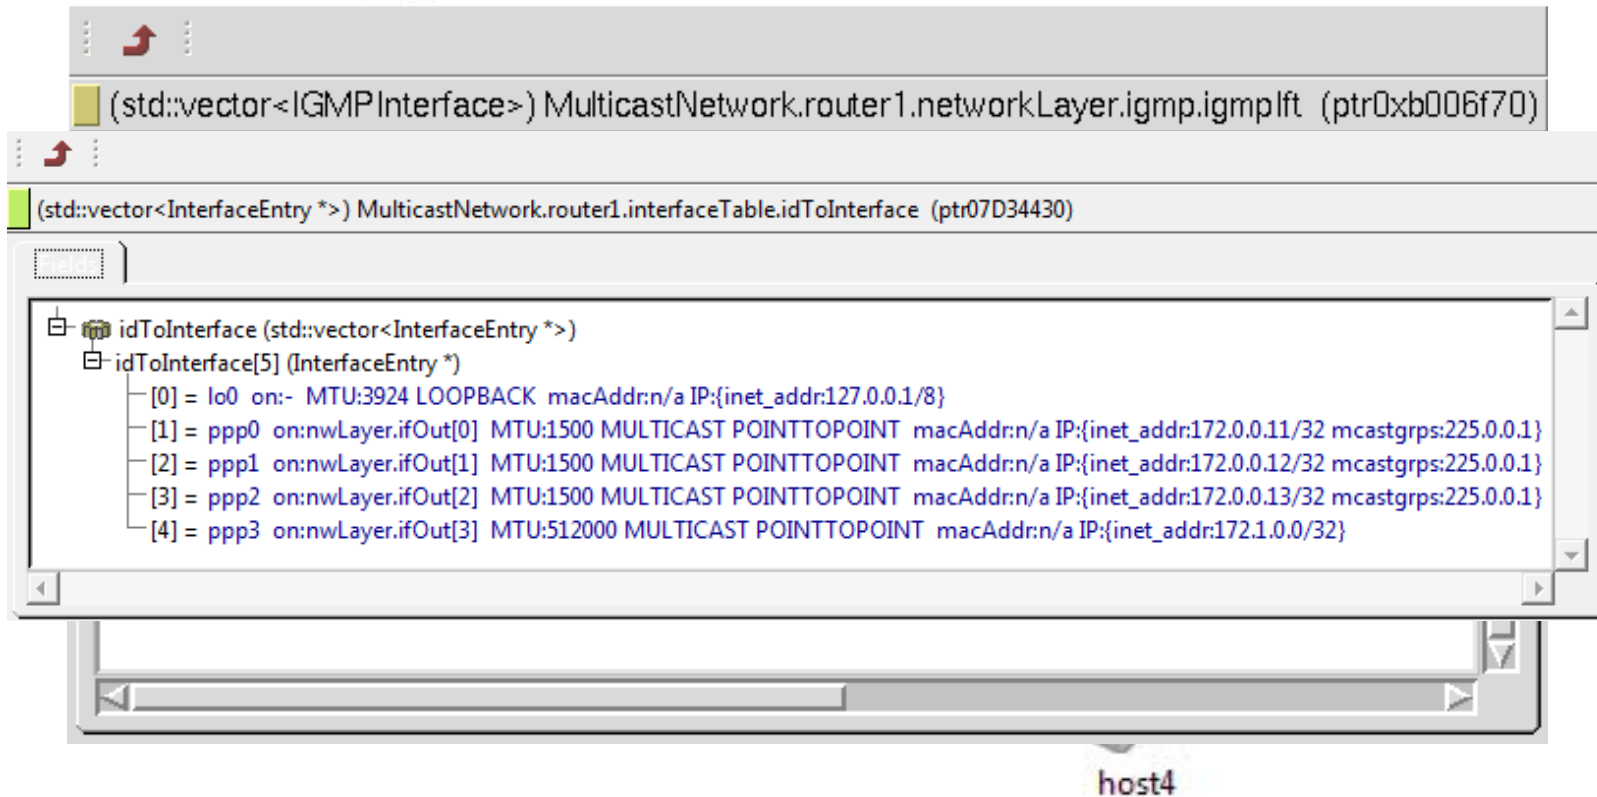 (std::vector<IGMPInterface>) MulticastNetwork.router1.networkLayer.igmp.igmpIft (ptr0xb006f70)
(std::vector<InterfaceEntry *>) MulticastNetwork.router1.interfaceTable.idToInterface (ptr07D34430)
Fields
idToInterface (std::vector<InterfaceEntry *>)
idToInterface[5] (InterfaceEntry *)
[0] = lo0 on:- MTU:3924 LOOPBACK macAddr:n/a IP:{inet_addr:127.0.0.1/8}
[1] = ppp0 on:nwLayer.ifOut[0] MTU:1500 MULTICAST POINTTOPOINT macAddr:n/a IP:{inet_addr:172.0.0.11/32 mcastgrps:225.0.0.1}
[2] = ppp1 on:nwLayer.ifOut[1] MTU:1500 MULTICAST POINTTOPOINT macAddr:n/a IP:{inet_addr:172.0.0.12/32 mcastgrps:225.0.0.1}
[3] = ppp2 on:nwLayer.ifOut[2] MTU:1500 MULTICAST POINTTOPOINT macAddr:n/a IP:{inet_addr:172.0.0.13/32 mcastgrps:225.0.0.1}
[4] = ppp3 on:nwLayer.ifOut[3] MTU:512000 MULTICAST POINTTOPOINT macAddr:n/a IP:{inet_addr:172.1.0.0/32}
host4